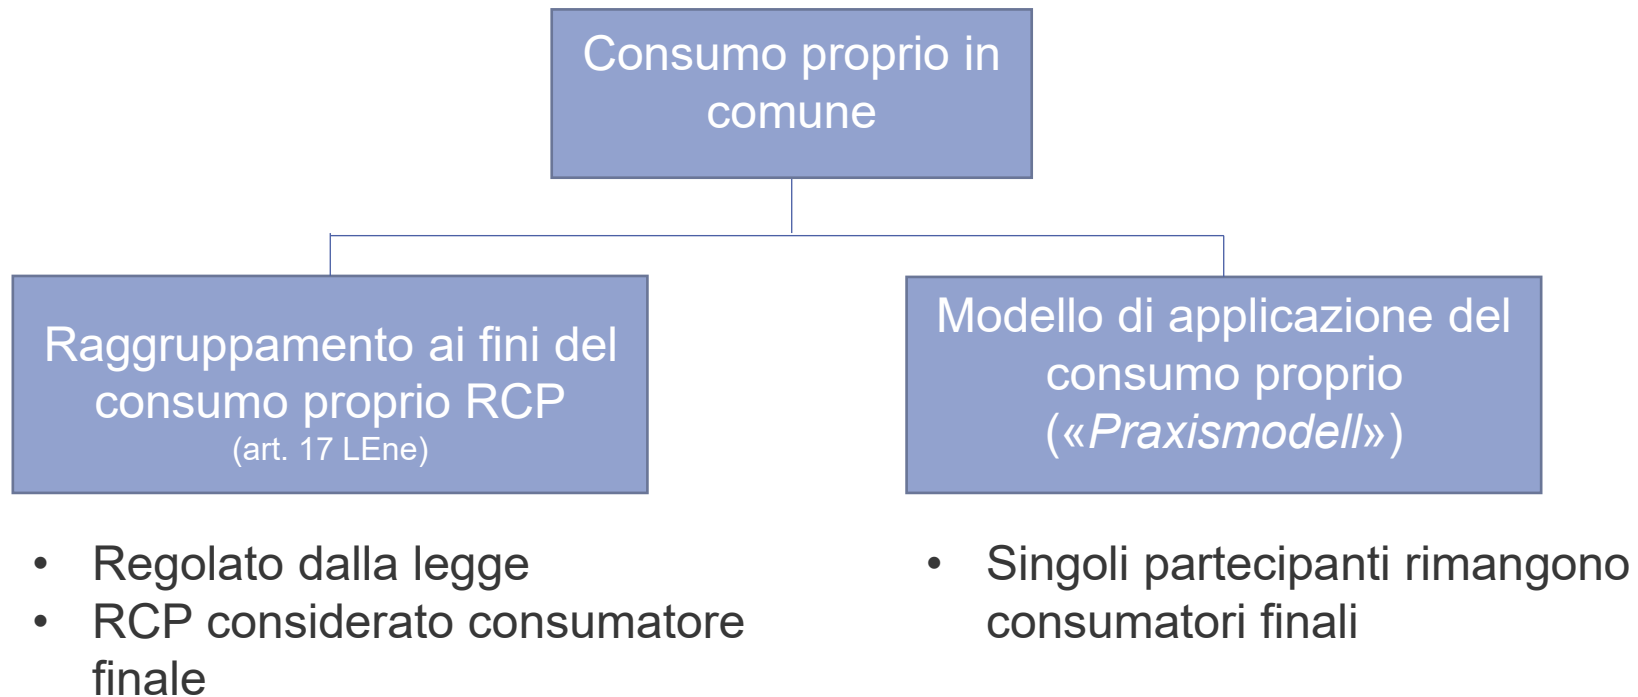 Consumo proprio in
comune
Raggruppamento ai fini del
consumo proprio RCP
(art. 17 LEne)
Modello di applicazione del
consumo proprio
(«Praxismodell»)
• Regolato dalla legge
• RCP considerato consumatore
finale
• Singoli partecipanti rimangono
consumatori finali